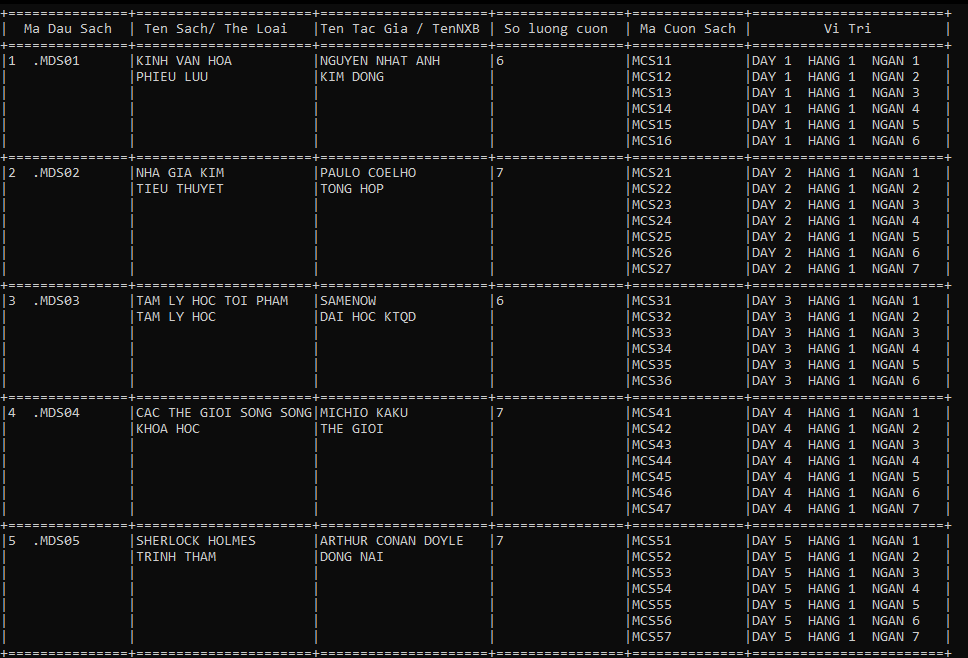 +===============+======================+=====================+================+==============+========================+
|  Ma Dau Sach  | Ten Sach/ The Loai   |Ten Tac Gia / TenNXB | So luong cuon  | Ma Cuon Sach |         Vi Tri         |
+===============+======================+=====================+================+==============+========================+
|1  .MDS01      |KINH VAN HOA          |NGUYEN NHAT ANH      |6               |MCS11         |DAY 1  HANG 1  NGAN 1   |
|               |PHIEU LUU             |KIM DONG             |                |MCS12         |DAY 1  HANG 1  NGAN 2   |
|               |                      |                     |                |MCS13         |DAY 1  HANG 1  NGAN 3   |
|               |                      |                     |                |MCS14         |DAY 1  HANG 1  NGAN 4   |
|               |                      |                     |                |MCS15         |DAY 1  HANG 1  NGAN 5   |
|               |                      |                     |                |MCS16         |DAY 1  HANG 1  NGAN 6   |
+===============+======================+=====================+================+==============+========================+
|2  .MDS02      |NHA GIA KIM           |PAULO COELHO         |7               |MCS21         |DAY 2  HANG 1  NGAN 1   |
|               |TIEU THUYET           |TONG HOP             |                |MCS22         |DAY 2  HANG 1  NGAN 2   |
|               |                      |                     |                |MCS23         |DAY 2  HANG 1  NGAN 3   |
|               |                      |                     |                |MCS24         |DAY 2  HANG 1  NGAN 4   |
|               |                      |                     |                |MCS25         |DAY 2  HANG 1  NGAN 5   |
|               |                      |                     |                |MCS26         |DAY 2  HANG 1  NGAN 6   |
|               |                      |                     |                |MCS27         |DAY 2  HANG 1  NGAN 7   |
+===============+======================+=====================+================+==============+========================+
|3  .MDS03      |TAM LY HOC TOI PHAM   |SAMENOW              |6               |MCS31         |DAY 3  HANG 1  NGAN 1   |
|               |TAM LY HOC            |DAI HOC KTQD         |                |MCS32         |DAY 3  HANG 1  NGAN 2   |
|               |                      |                     |                |MCS33         |DAY 3  HANG 1  NGAN 3   |
|               |                      |                     |                |MCS34         |DAY 3  HANG 1  NGAN 4   |
|               |                      |                     |                |MCS35         |DAY 3  HANG 1  NGAN 5   |
|               |                      |                     |                |MCS36         |DAY 3  HANG 1  NGAN 6   |
+===============+======================+=====================+================+==============+========================+
|4  .MDS04      |CAC THE GIOI SONG SONG|MICHIO KAKU          |7               |MCS41         |DAY 4  HANG 1  NGAN 1   |
|               |KHOA HOC              |THE GIOI             |                |MCS42         |DAY 4  HANG 1  NGAN 2   |
|               |                      |                     |                |MCS43         |DAY 4  HANG 1  NGAN 3   |
|               |                      |                     |                |MCS44         |DAY 4  HANG 1  NGAN 4   |
|               |                      |                     |                |MCS45         |DAY 4  HANG 1  NGAN 5   |
|               |                      |                     |                |MCS46         |DAY 4  HANG 1  NGAN 6   |
|               |                      |                     |                |MCS47         |DAY 4  HANG 1  NGAN 7   |
+===============+======================+=====================+================+==============+========================+
|5  .MDS05      |SHERLOCK HOLMES       |ARTHUR CONAN DOYLE   |7               |MCS51         |DAY 5  HANG 1  NGAN 1   |
|               |TRINH THAM            |DONG NAI             |                |MCS52         |DAY 5  HANG 1  NGAN 2   |
|               |                      |                     |                |MCS53         |DAY 5  HANG 1  NGAN 3   |
|               |                      |                     |                |MCS54         |DAY 5  HANG 1  NGAN 4   |
|               |                      |                     |                |MCS55         |DAY 5  HANG 1  NGAN 5   |
|               |                      |                     |                |MCS56         |DAY 5  HANG 1  NGAN 6   |
|               |                      |                     |                |MCS57         |DAY 5  HANG 1  NGAN 7   |
+===============+======================+=====================+================+==============+========================+